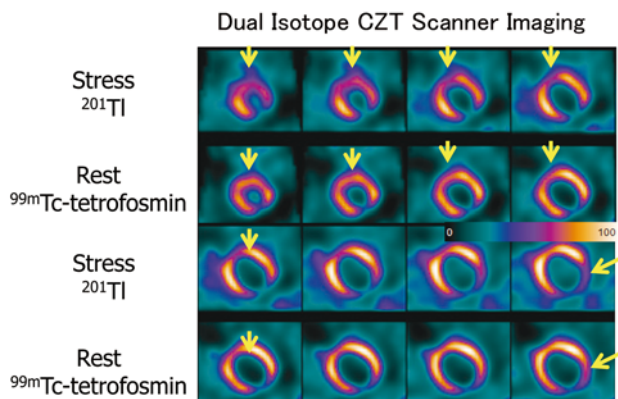 Dual Isotope CZT Scanner Imaging
Stress
²⁰¹Tl
Rest
⁹⁹ᵐTc-tetrofosmin
0 100
Stress
²⁰¹Tl
Rest
⁹⁹ᵐTc-tetrofosmin